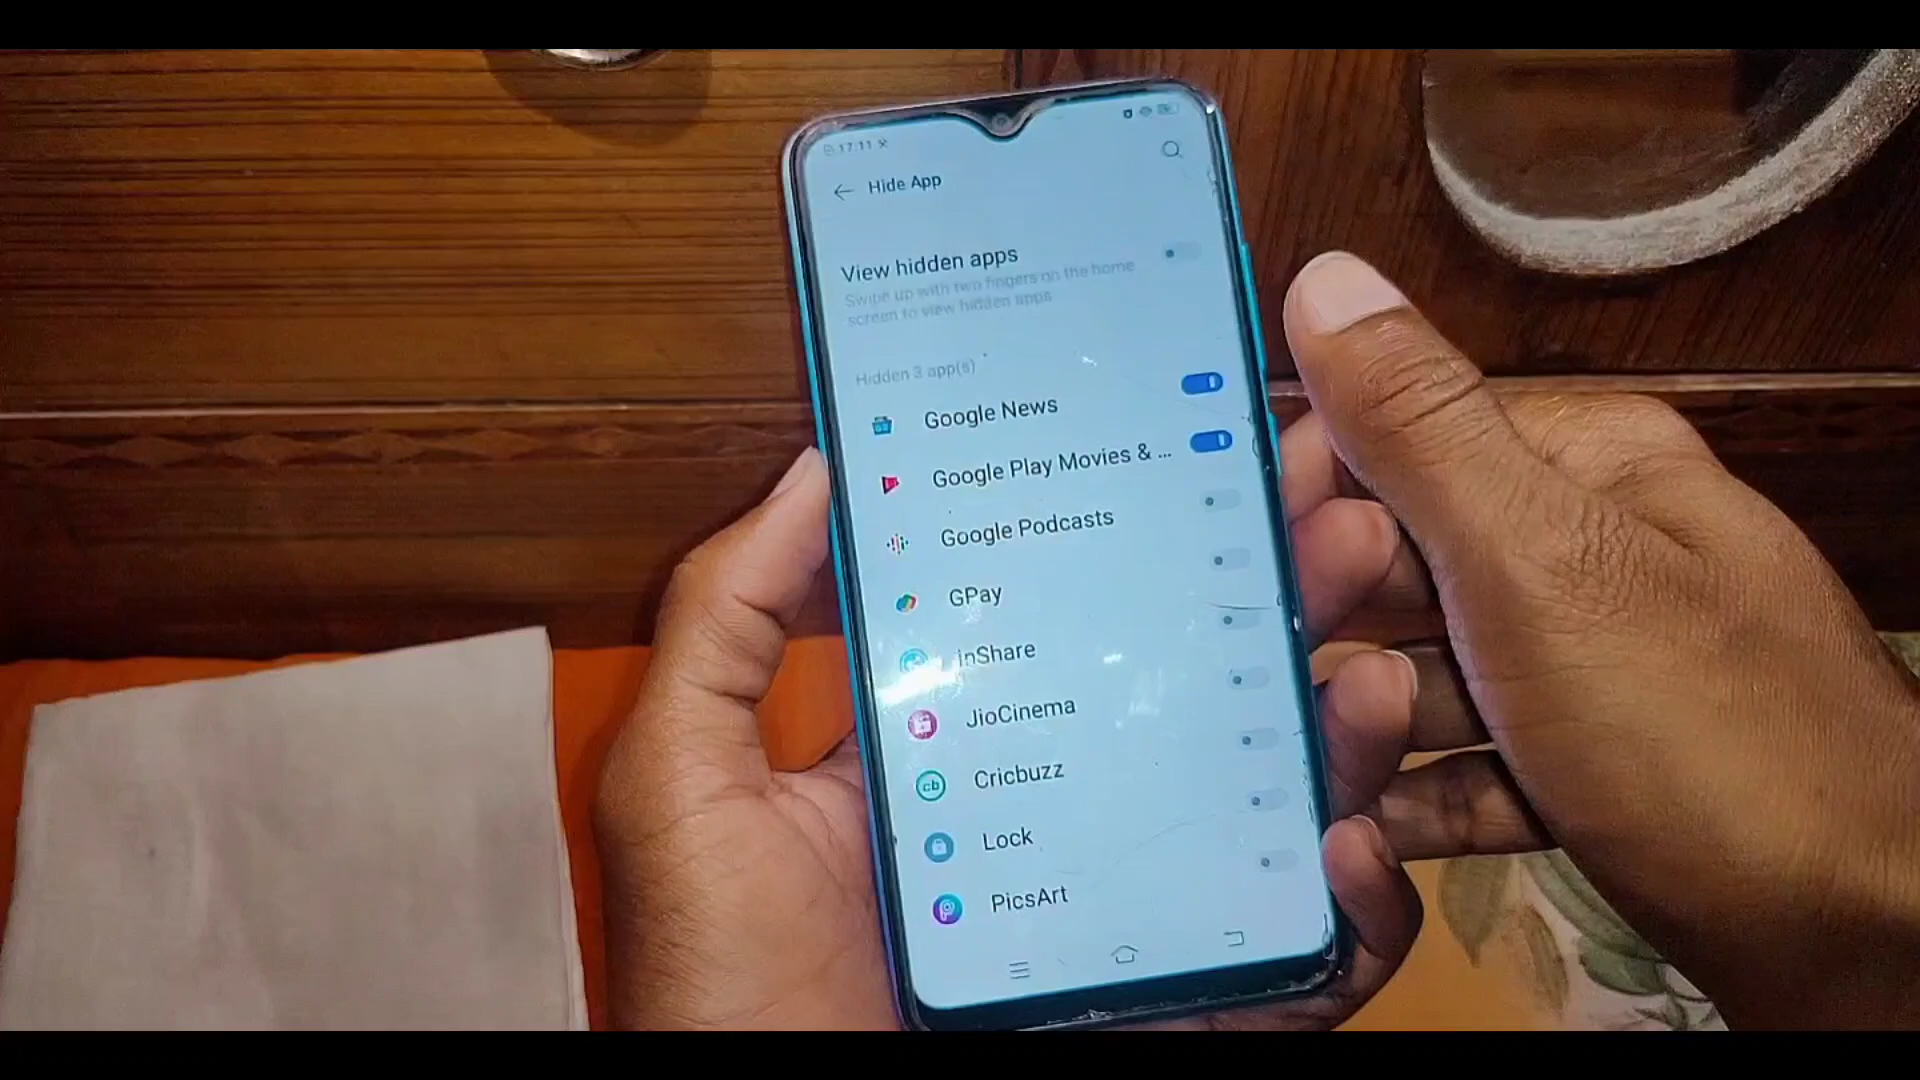 17:11
Hide App
View hidden apps
Swipe up with two fingers on the home
screen to view hidden apps
Hidden 3 app(s)
Google News
Google Play Movies & ...
Google Podcasts
GPay
inShare
JioCinema
cb Cricbuzz
Lock
PicsArt